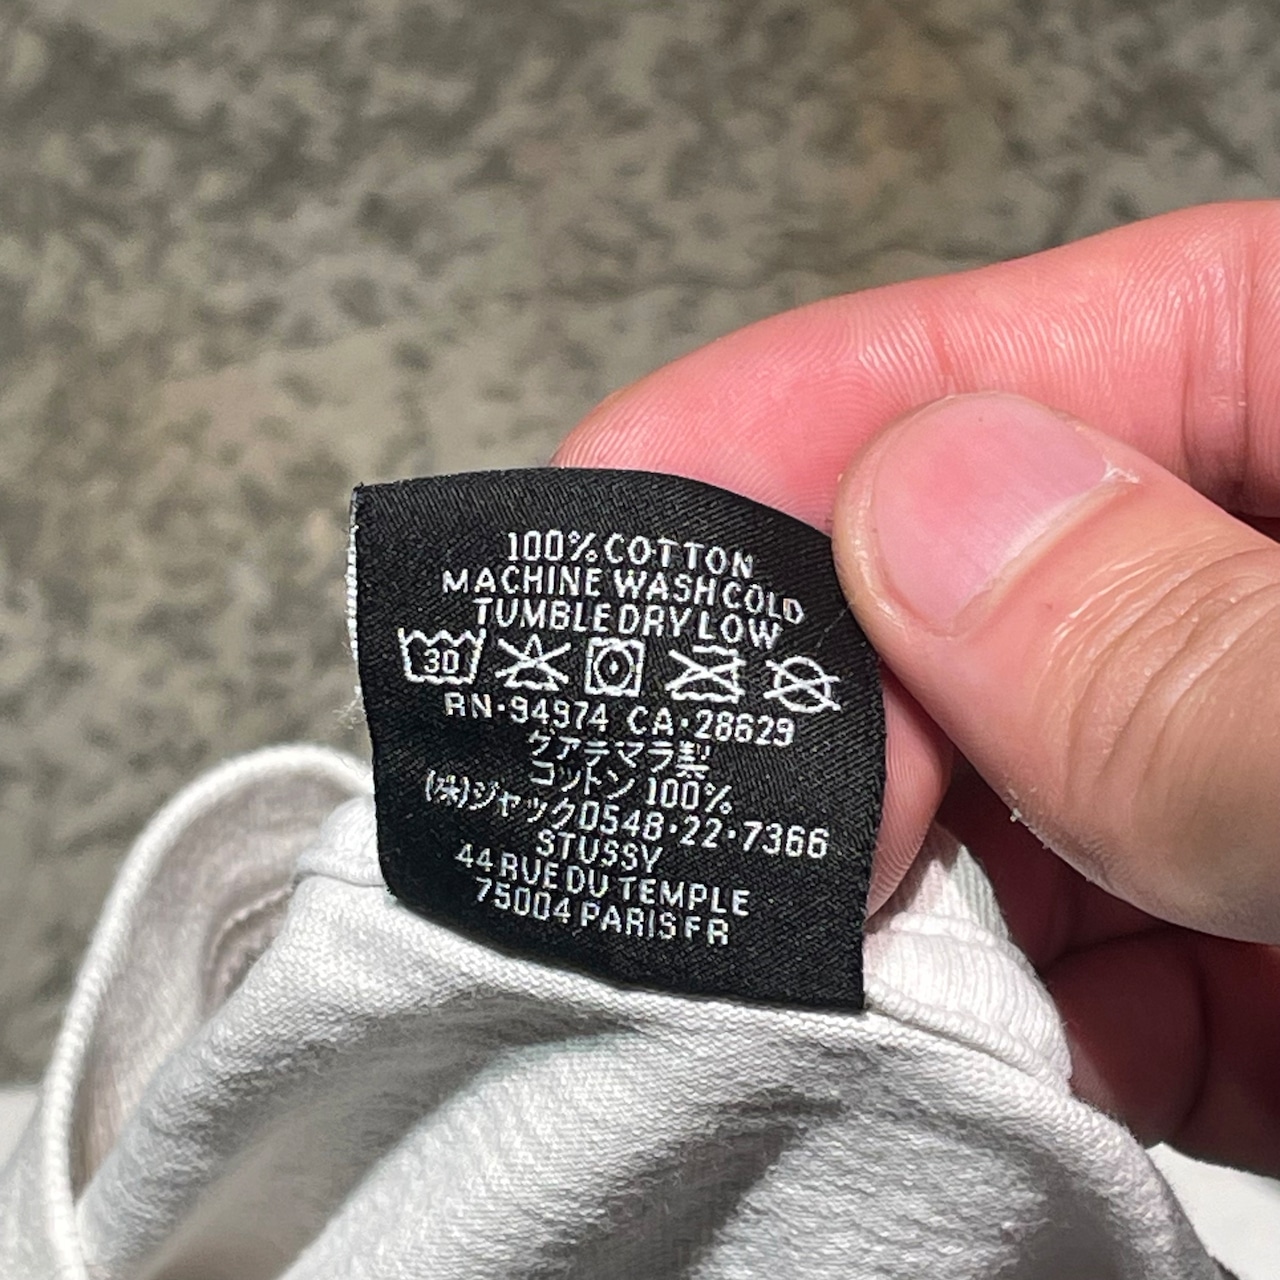 100% COTTON
MACHINE WASH COLD
TUMBLE DRY LOW
30
RN·94974 CA·28629
グアテマラ製
コットン 100%
(株)ジャック0548·22·7366
STUSSY
44 RUE DU TEMPLE
75004 PARIS FR